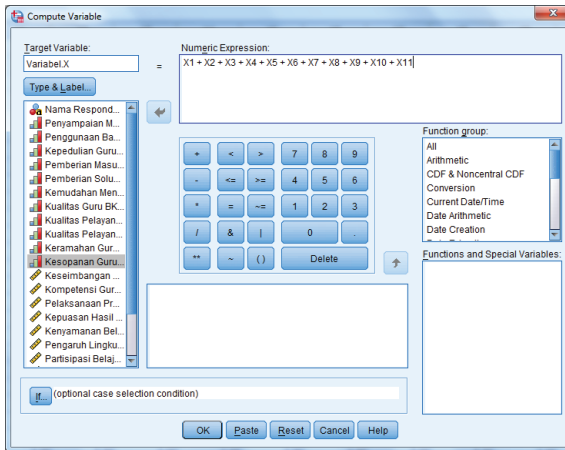 Compute Variable
Target Variable:
Numeric Expression:
Variabel.X
=
X1 + X2 + X3 + X4 + X5 + X6 + X7 + X8 + X9 + X10 + X11
Type & Label...
Nama Respond...
Penyampaian M...
Penggunaan Ba...
Kepedulian Guru...
Pemberian Masu...
Pemberian Solu...
Kemudahan Men...
Kualitas Guru BK...
Kualitas Pelayan...
Kualitas Pelayan...
Keramahan Gur...
Kesopanan Guru...
Keseimbangan ...
Kompetensi Gur...
Pelaksanaan Pr...
Kepuasan Hasil ...
Kenyamanan Bel...
Pengaruh Lingku...
Partisipasi Belaj...
+ < > 7 8 9
- <= >= 4 5 6
* = ~= 1 2 3
/ & | 0 .
** ~ ( ) Delete
Function group:
All
Arithmetic
CDF & Noncentral CDF
Conversion
Current Date/Time
Date Arithmetic
Date Creation
Functions and Special Variables:
If... (optional case selection condition)
OK Paste Reset Cancel Help